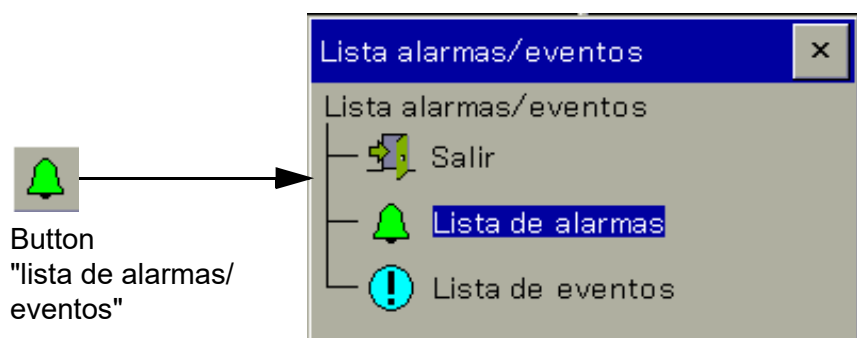 Lista alarmas/eventos
Lista alarmas/eventos
Salir
Lista de alarmas
Lista de eventos
Button
"lista de alarmas/
eventos"